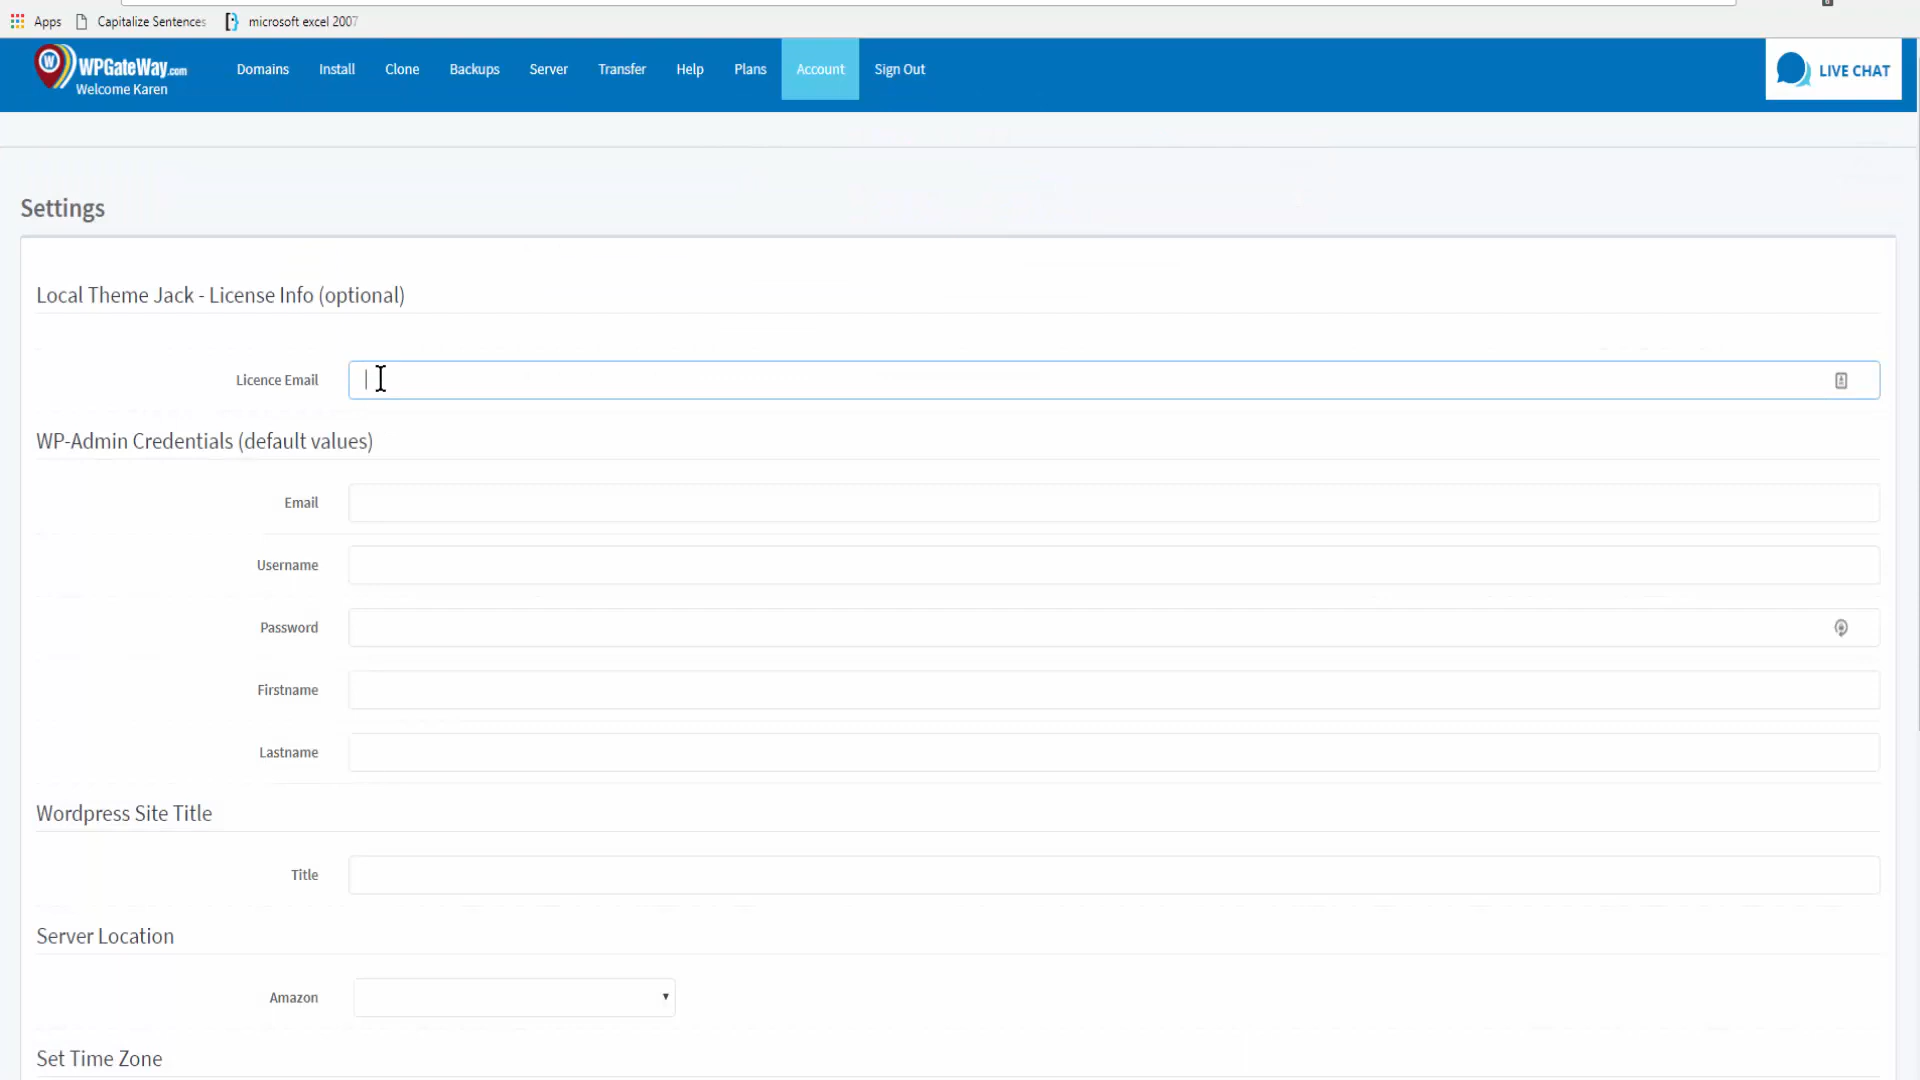 Apps Capitalize Sentences microsoft excel 2007
W WPGateWay.com
Welcome Karen
Domains Install Clone Backups Server Transfer Help Plans Account Sign Out
LIVE CHAT
Settings
Local Theme Jack - License Info (optional)
Licence Email
WP-Admin Credentials (default values)
Email
Username
Password
Firstname
Lastname
Wordpress Site Title
Title
Server Location
Amazon
Set Time Zone